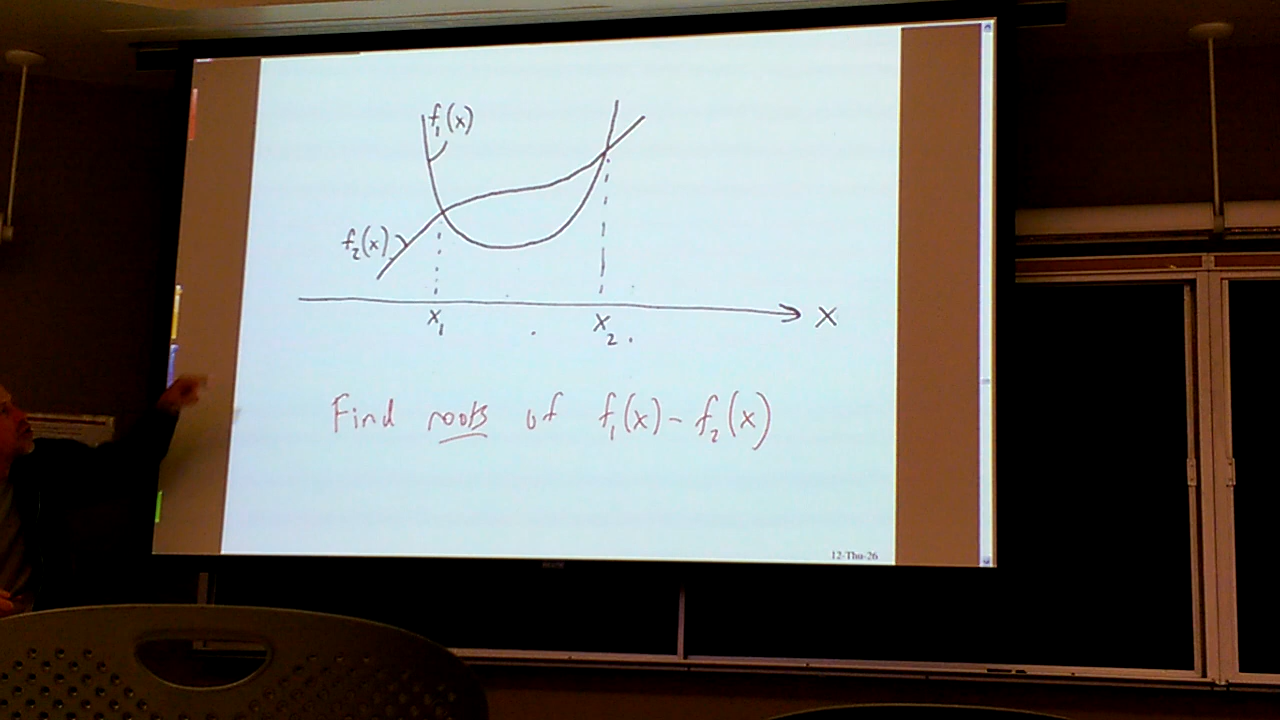 f₁(x)
f₂(x)
x₁ x₂ x
Find roots of f₁(x) - f₂(x)
12-Thu-26